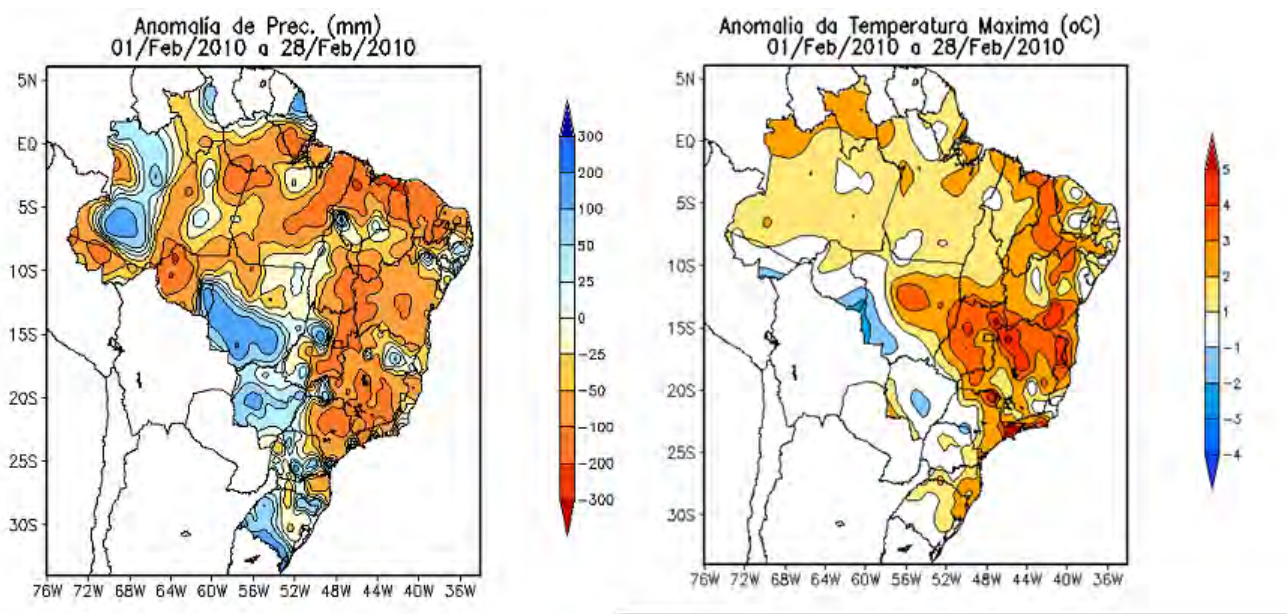 Anomalía de Prec. (mm)
01/Feb/2010 a 28/Feb/2010
5N
EQ
5S
10S
15S
20S
25S
30S
76W 72W 68W 64W 60W 56W 52W 48W 44W 40W 36W
300
200
100
50
25
0
-25
-50
-100
-200
-300
Anomalia da Temperatura Maxima (oC)
01/Feb/2010 a 28/Feb/2010
5N
EQ
5S
10S
15S
20S
25S
30S
76W 72W 68W 64W 60W 56W 52W 48W 44W 40W 36W
5
4
3
2
1
-1
-2
-3
-4